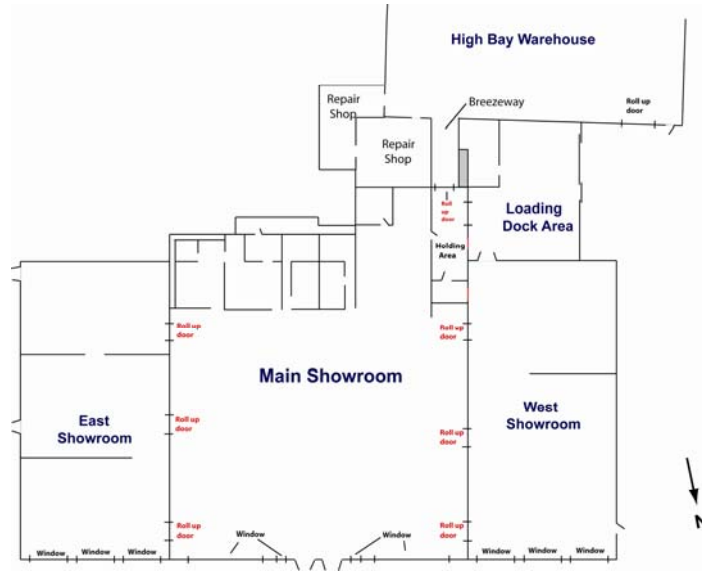 High Bay Warehouse
Repair
Shop
Breezeway
Roll up
door
Repair
Shop
Roll
up
door
Loading
Dock Area
Holding
Area
Roll up
door
Roll up
door
Main Showroom
East
Showroom
Roll up
door
West
Showroom
Roll up
door
Roll up
door
Roll up
door
Window
Window
Window
Window
Window
Window
Window
Window
N